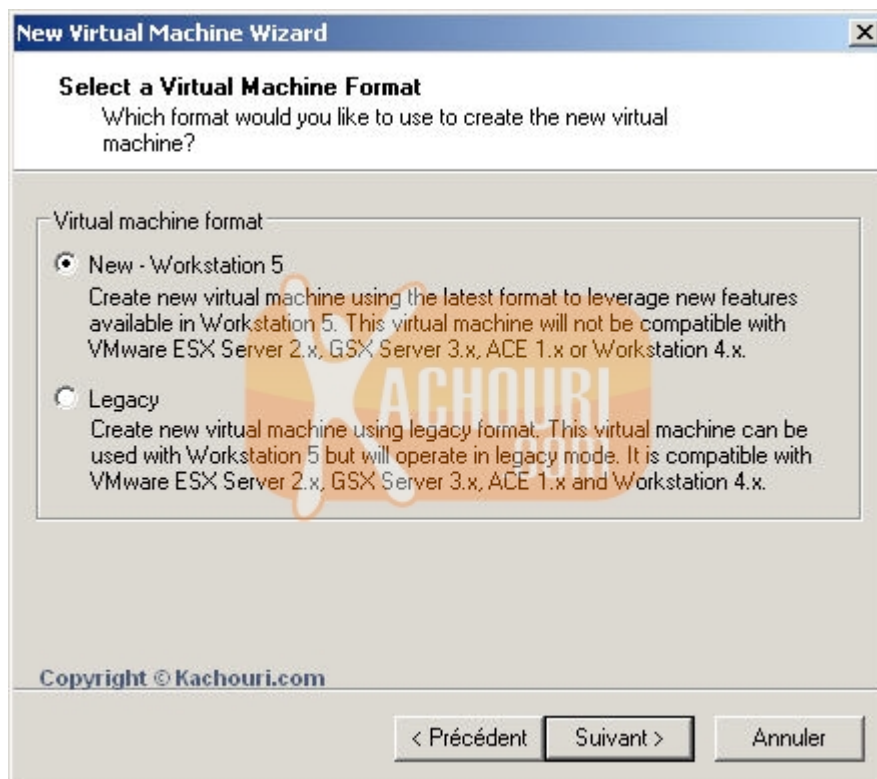 New Virtual Machine Wizard
Select a Virtual Machine Format
Which format would you like to use to create the new virtual
machine?
Virtual machine format
New - Workstation 5
Create new virtual machine using the latest format to leverage new features
available in Workstation 5. This virtual machine will not be compatible with
VMware ESX Server 2.x, GSX Server 3.x, ACE 1.x or Workstation 4.x.
Legacy
Create new virtual machine using legacy format. This virtual machine can be
used with Workstation 5 but will operate in legacy mode. It is compatible with
VMware ESX Server 2.x, GSX Server 3.x, ACE 1.x and Workstation 4.x.
KACHOURI
.COM
Copyright © Kachouri.com
< Précédent
Suivant >
Annuler